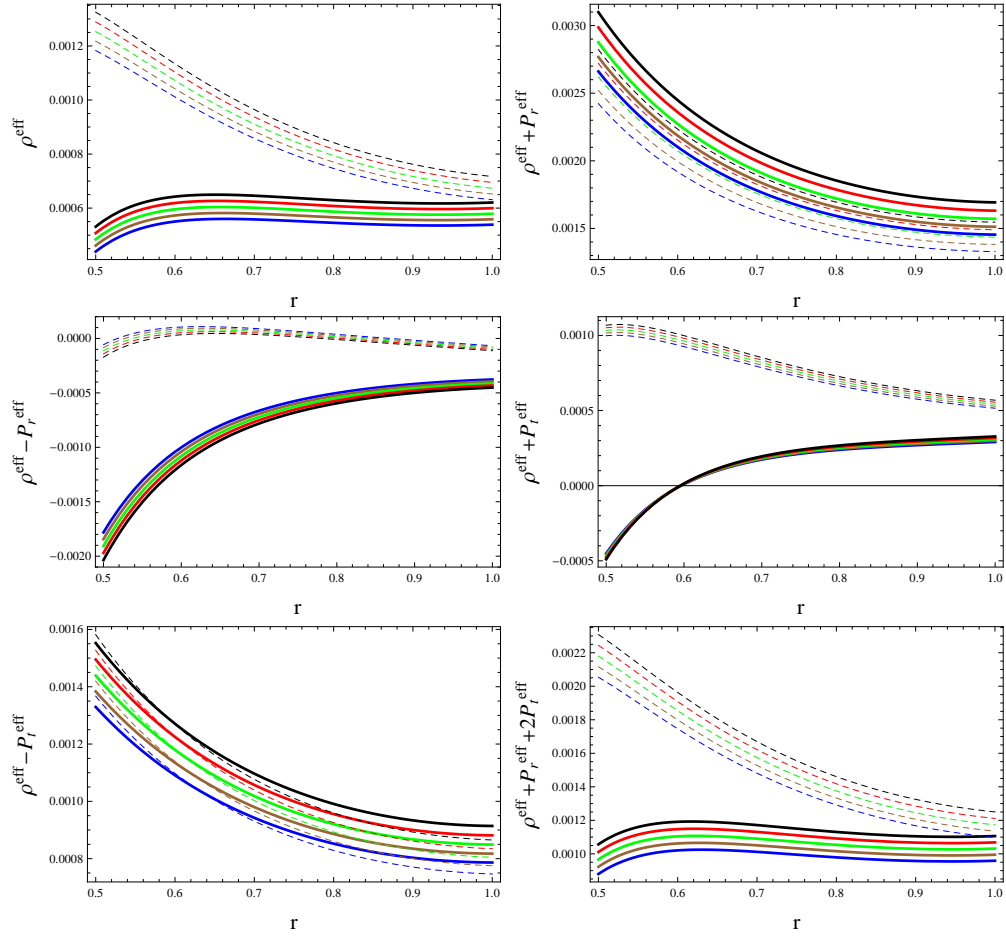 0.0012
0.0010
0.0008
0.0006
ρ^eff
0.5 0.6 0.7 0.8 0.9 1.0
r
0.0030
0.0025
0.0020
0.0015
ρ^eff + P_r^eff
0.5 0.6 0.7 0.8 0.9 1.0
r
0.0000
-0.0005
-0.0010
-0.0015
-0.0020
ρ^eff − P_r^eff
0.5 0.6 0.7 0.8 0.9 1.0
r
0.0010
0.0005
0.0000
-0.0005
ρ^eff + P_t^eff
0.5 0.6 0.7 0.8 0.9 1.0
r
0.0016
0.0014
0.0012
0.0010
0.0008
ρ^eff − P_t^eff
0.5 0.6 0.7 0.8 0.9 1.0
r
0.0022
0.0020
0.0018
0.0016
0.0014
0.0012
0.0010
ρ^eff + P_r^eff + 2P_t^eff
0.5 0.6 0.7 0.8 0.9 1.0
r